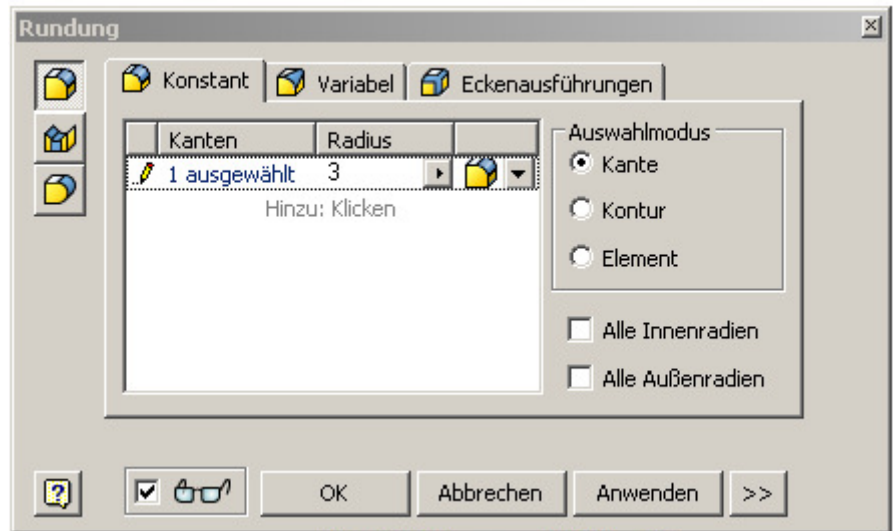 Rundung
Konstant
Variabel
Eckenausführungen
Kanten Radius
1 ausgewählt 3
Hinzu: Klicken
Auswahlmodus
Kante
Kontur
Element
Alle Innenradien
Alle Außenradien
OK
Abbrechen
Anwenden
>>